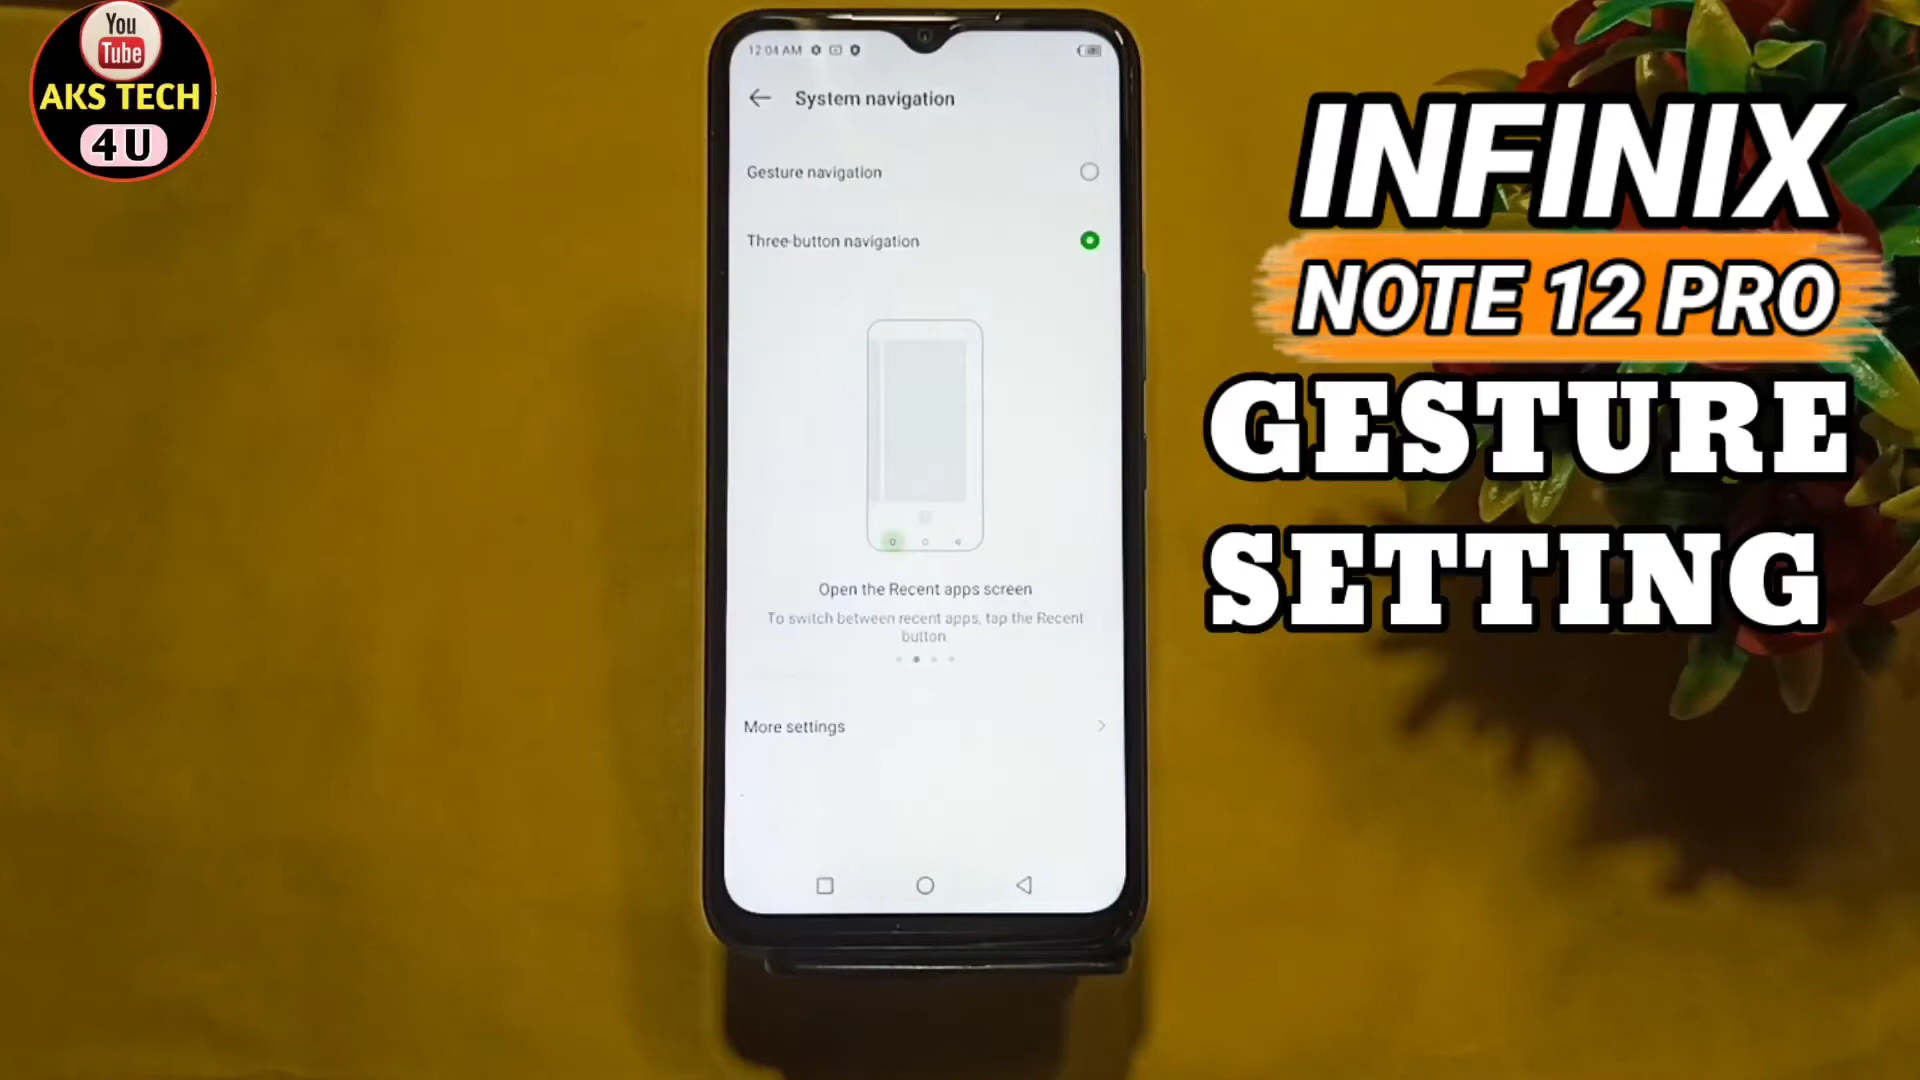 You
Tube
AKS TECH
4 U
12:04 AM
System navigation
Gesture navigation
Three-button navigation
Open the Recent apps screen
To switch between recent apps, tap the Recent
button
More settings
INFINIX
NOTE 12 PRO
GESTURE
SETTING